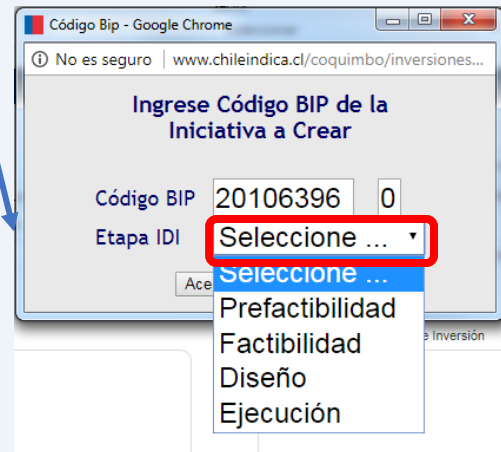 Código Bip - Google Chrome
No es seguro | www.chileindica.cl/coquimbo/inversiones...
Ingrese Código BIP de la
Iniciativa a Crear
Código BIP 20106396 0
Etapa IDI Seleccione ...
Seleccione ...
Prefactibilidad
Factibilidad
Diseño
Ejecución
Inversión